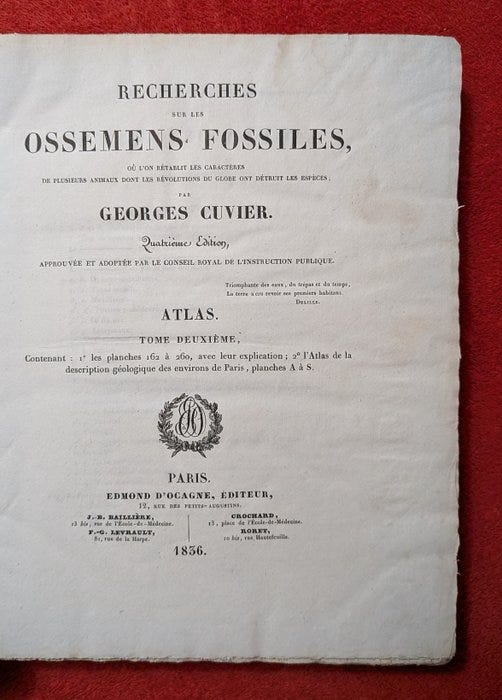 RECHERCHES
SUR LES
OSSEMENS FOSSILES,
OÙ L'ON RÉTABLIT LES CARACTÈRES
DE PLUSIEURS ANIMAUX DONT LES RÉVOLUTIONS DU GLOBE ONT DÉTRUIT LES ESPÈCES;
PAR
GEORGES CUVIER.
Quatrième Édition,
APPROUVÉE ET ADOPTÉE PAR LE CONSEIL ROYAL DE L'INSTRUCTION PUBLIQUE.
Triomphante des eaux, du trépas et du temps,
La terre a cru revoir ses premiers habitans.
DELILLE.
ATLAS.
TOME DEUXIÈME,
Contenant : 1º les planches 162 à 260, avec leur explication; 2º l'Atlas de la
description géologique des environs de Paris, planches A à S.
PARIS.
EDMOND D'OCAGNE, ÉDITEUR,
12, RUE DES PETITS-AUGUSTINS.
J.-B. BAILLIÈRE,
13 bis, rue de l'École-de-Médecine.
F.-G. LEVRAULT,
81, rue de la Harpe.
CROCHARD,
13, place de l'École-de-Médecine.
RORET,
10 bis, rue Hautefeuille.
1836.